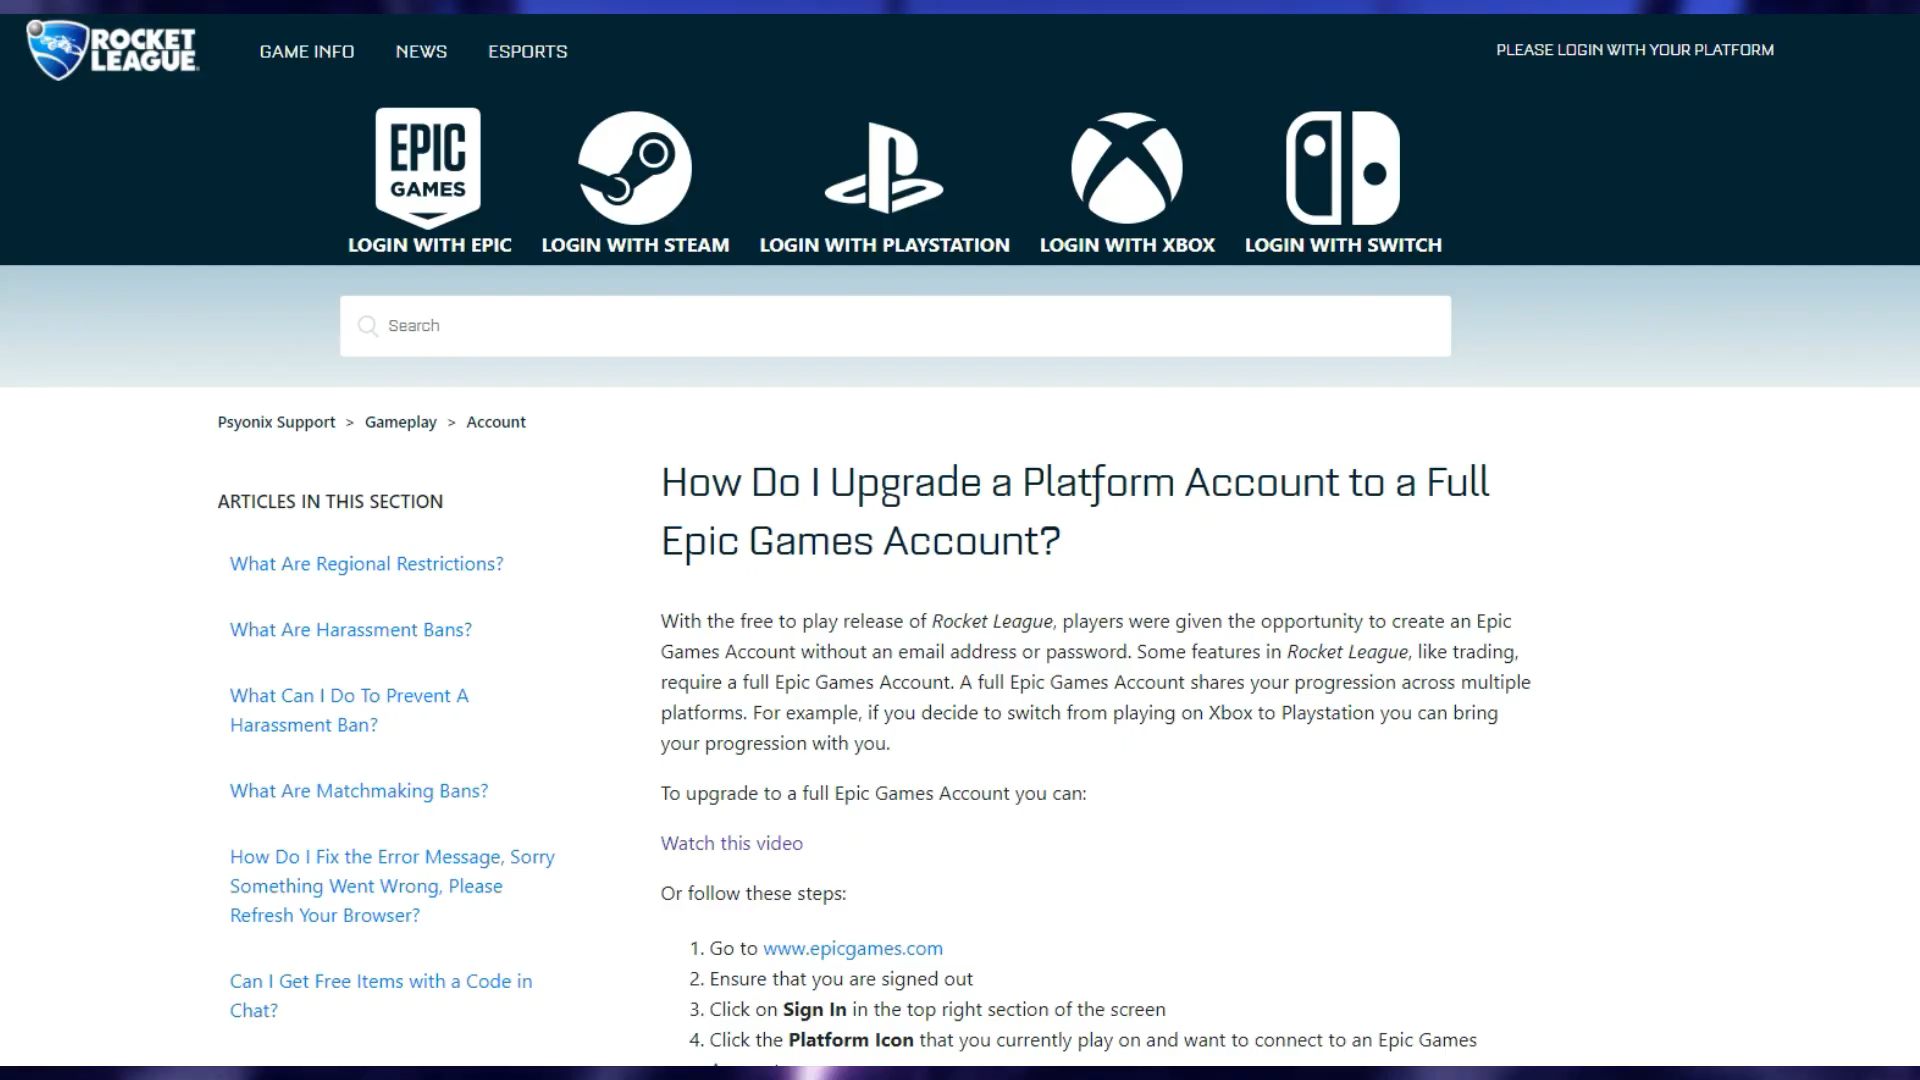 ROCKET
LEAGUE
GAME INFO
NEWS
ESPORTS
PLEASE LOGIN WITH YOUR PLATFORM
EPIC
GAMES
LOGIN WITH EPIC
LOGIN WITH STEAM
LOGIN WITH PLAYSTATION
LOGIN WITH XBOX
LOGIN WITH SWITCH
Search
Psyonix Support > Gameplay > Account
ARTICLES IN THIS SECTION
What Are Regional Restrictions?
What Are Harassment Bans?
What Can I Do To Prevent A
Harassment Ban?
What Are Matchmaking Bans?
How Do I Fix the Error Message, Sorry
Something Went Wrong, Please
Refresh Your Browser?
Can I Get Free Items with a Code in
Chat?
How Do I Upgrade a Platform Account to a Full
Epic Games Account?
With the free to play release of Rocket League, players were given the opportunity to create an Epic
Games Account without an email address or password. Some features in Rocket League, like trading,
require a full Epic Games Account. A full Epic Games Account shares your progression across multiple
platforms. For example, if you decide to switch from playing on Xbox to Playstation you can bring
your progression with you.
To upgrade to a full Epic Games Account you can:
Watch this video
Or follow these steps:
1. Go to www.epicgames.com
2. Ensure that you are signed out
3. Click on Sign In in the top right section of the screen
4. Click the Platform Icon that you currently play on and want to connect to an Epic Games